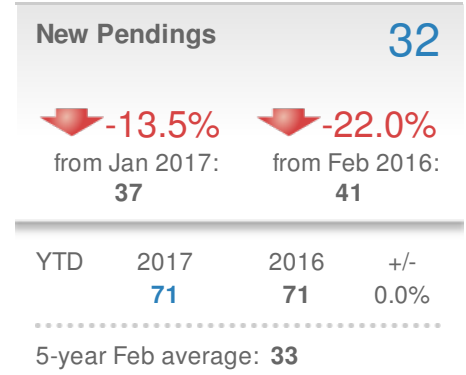 New Pendings 32
-13.5% -22.0%
from Jan 2017: from Feb 2016:
37 41
YTD 2017 2016 +/-
71 71 0.0%
5-year Feb average: 33